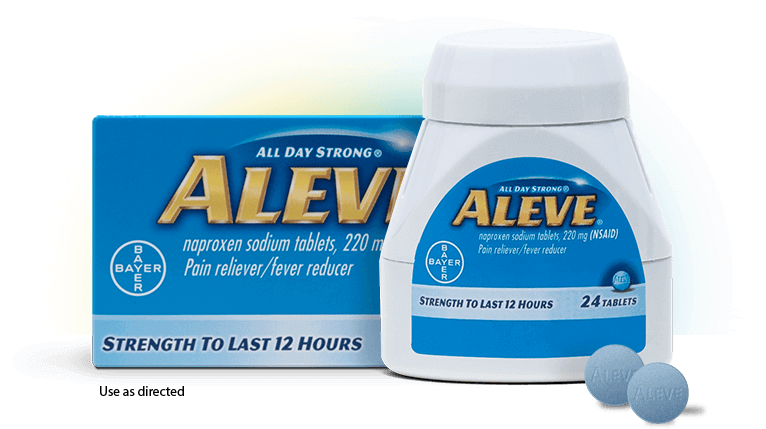 ALL DAY STRONG®
ALEVE
naproxen sodium tablets, 220 mg
Pain reliever/fever reducer
BAYER
BAYER
STRENGTH TO LAST 12 HOURS
Use as directed
ALL DAY STRONG®
ALEVE®
naproxen sodium tablets, 220 mg (NSAID)
Pain reliever/fever reducer
BAYER
BAYER
STRENGTH TO LAST 12 HOURS
24 TABLETS
ALEVE
ALEVE